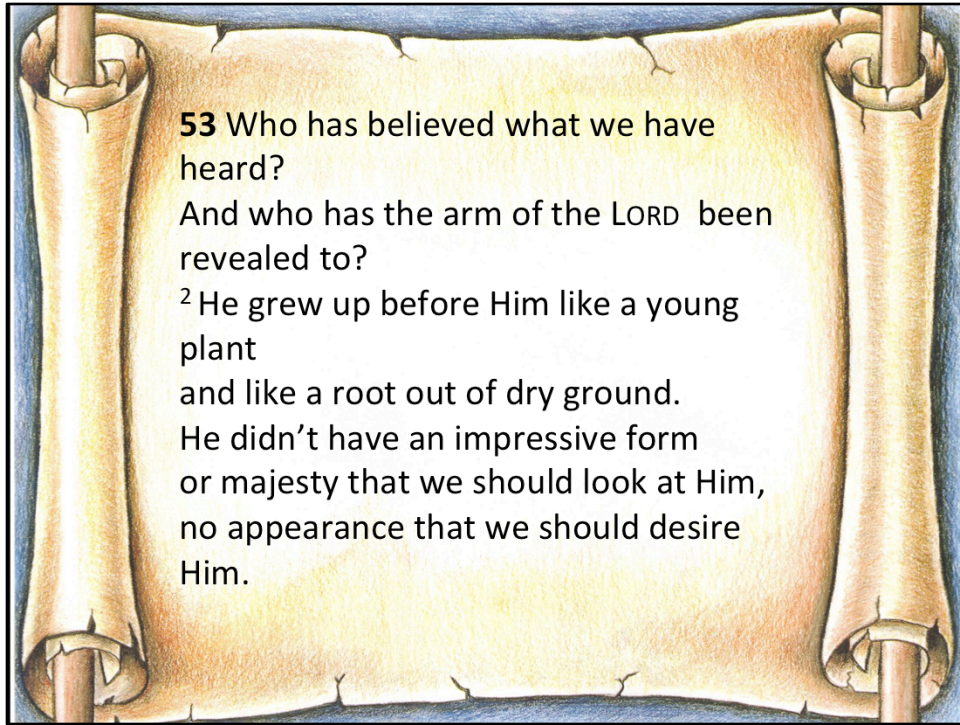 53 Who has believed what we have
heard?
And who has the arm of the LORD been
revealed to?
2 He grew up before Him like a young
plant
and like a root out of dry ground.
He didn’t have an impressive form
or majesty that we should look at Him,
no appearance that we should desire
Him.